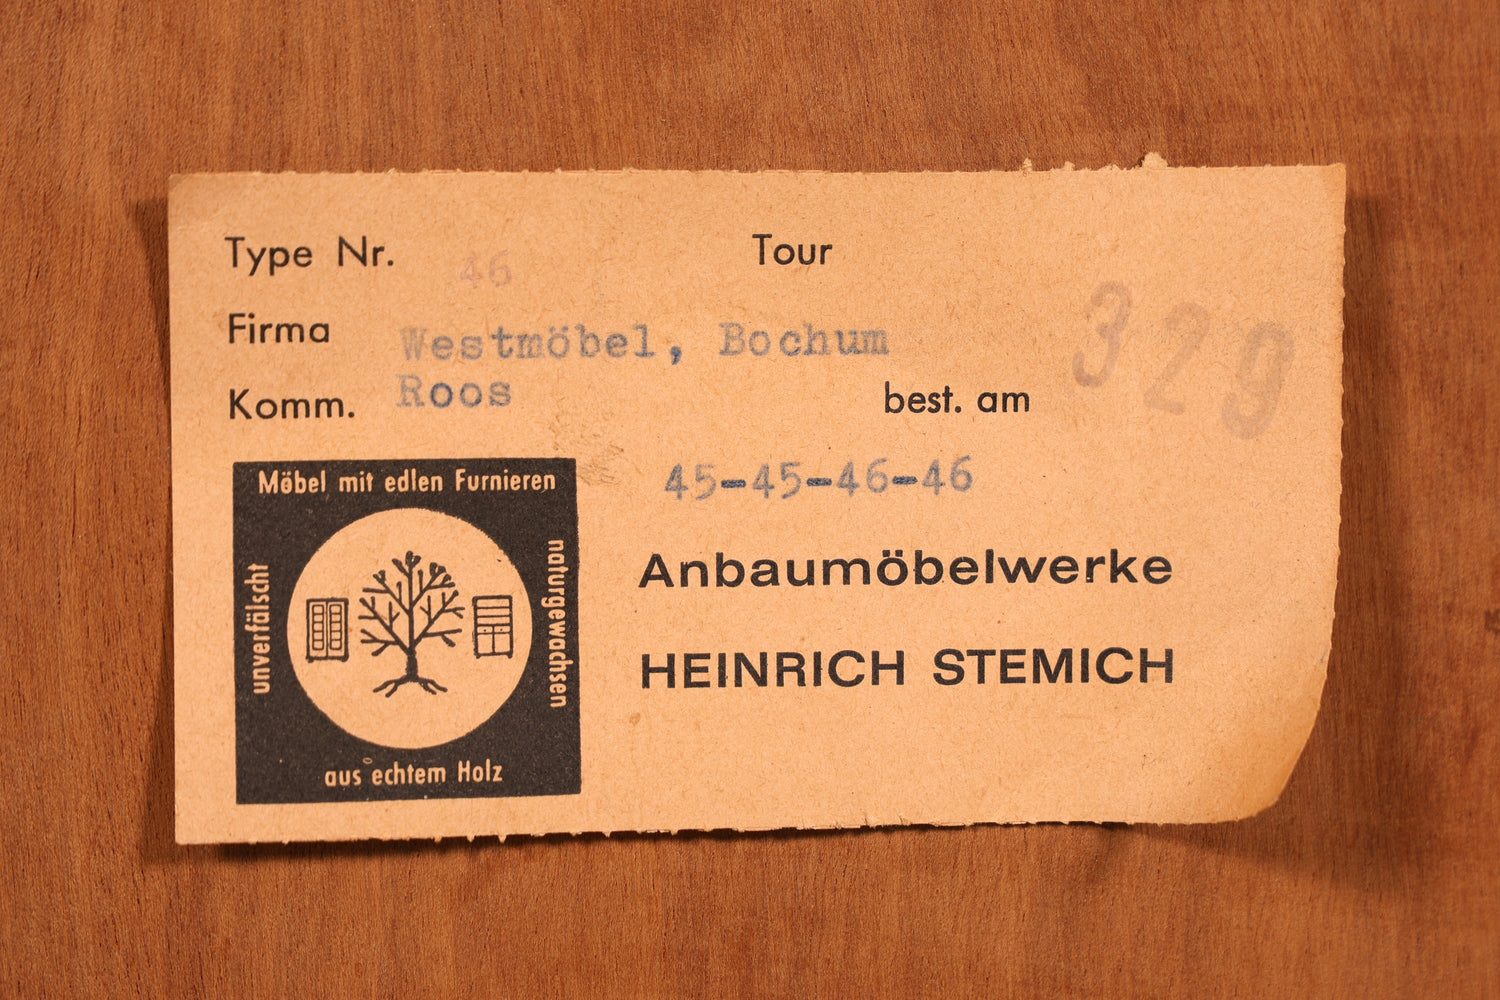 Type Nr. 46 Tour
Firma Westmöbel, Bochum
329
Komm. Roos best. am
45-45-46-46
Möbel mit edlen Furnieren
unverfälscht
naturgewachsen
aus echtem Holz
Anbaumöbelwerke
HEINRICH STEMICH